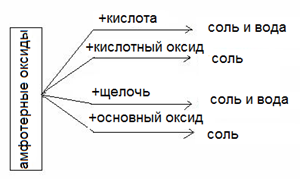 амфотерные оксиды
+кислота
соль и вода
+кислотный оксид
соль
+щелочь
соль и вода
+основный оксид
соль